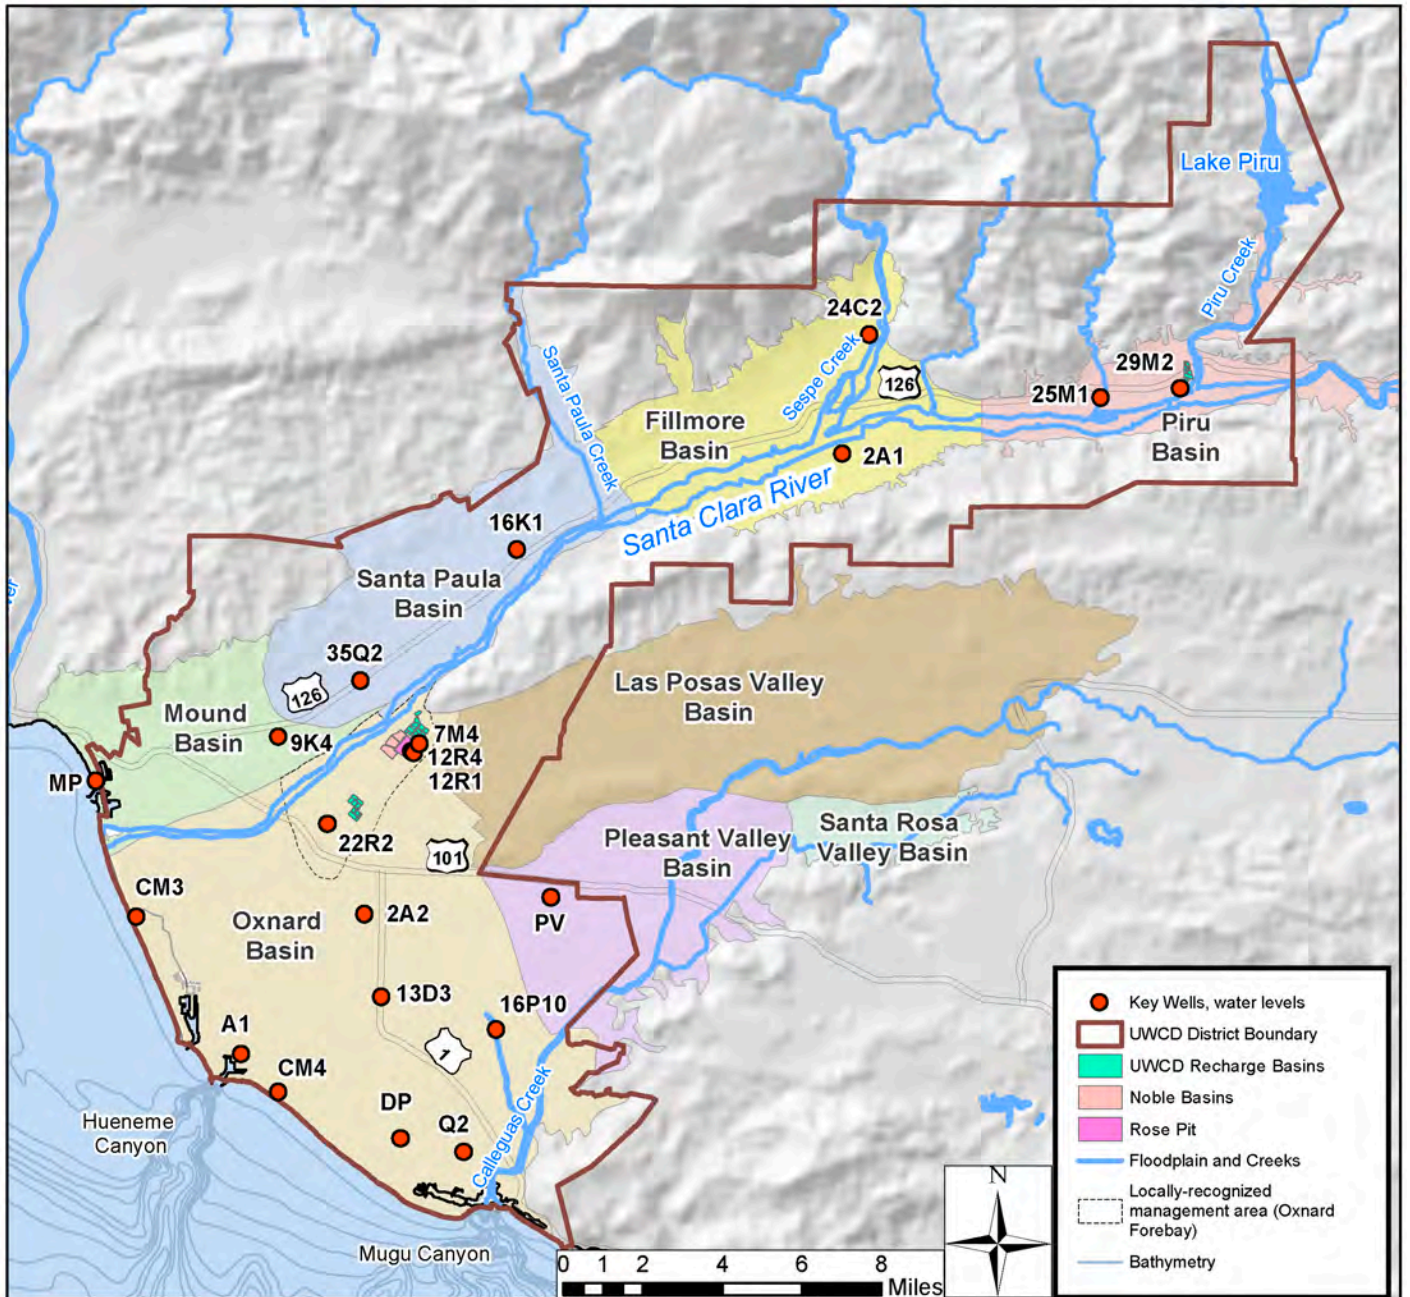 Lake Piru
Piru Creek
24C2
Sespe Creek
126
29M2
25M1
Piru
Basin
Fillmore
Basin
2A1
Santa Paula Creek
Santa Clara River
16K1
Santa Paula
Basin
35Q2
126
Las Posas Valley
Basin
Mound
Basin
9K4
7M4
12R4
12R1
MP
22R2
101
Pleasant Valley
Basin
Santa Rosa
Valley Basin
CM3
2A2
PV
Oxnard
Basin
13D3
16P10
A1
1
CM4
DP
Q2
Calleguas Creek
Hueneme
Canyon
Mugu Canyon
Key Wells, water levels
UWCD District Boundary
UWCD Recharge Basins
Noble Basins
Rose Pit
Floodplain and Creeks
Locally-recognized
management area (Oxnard
Forebay)
Bathymetry
N
0 1 2 4 6 8
Miles